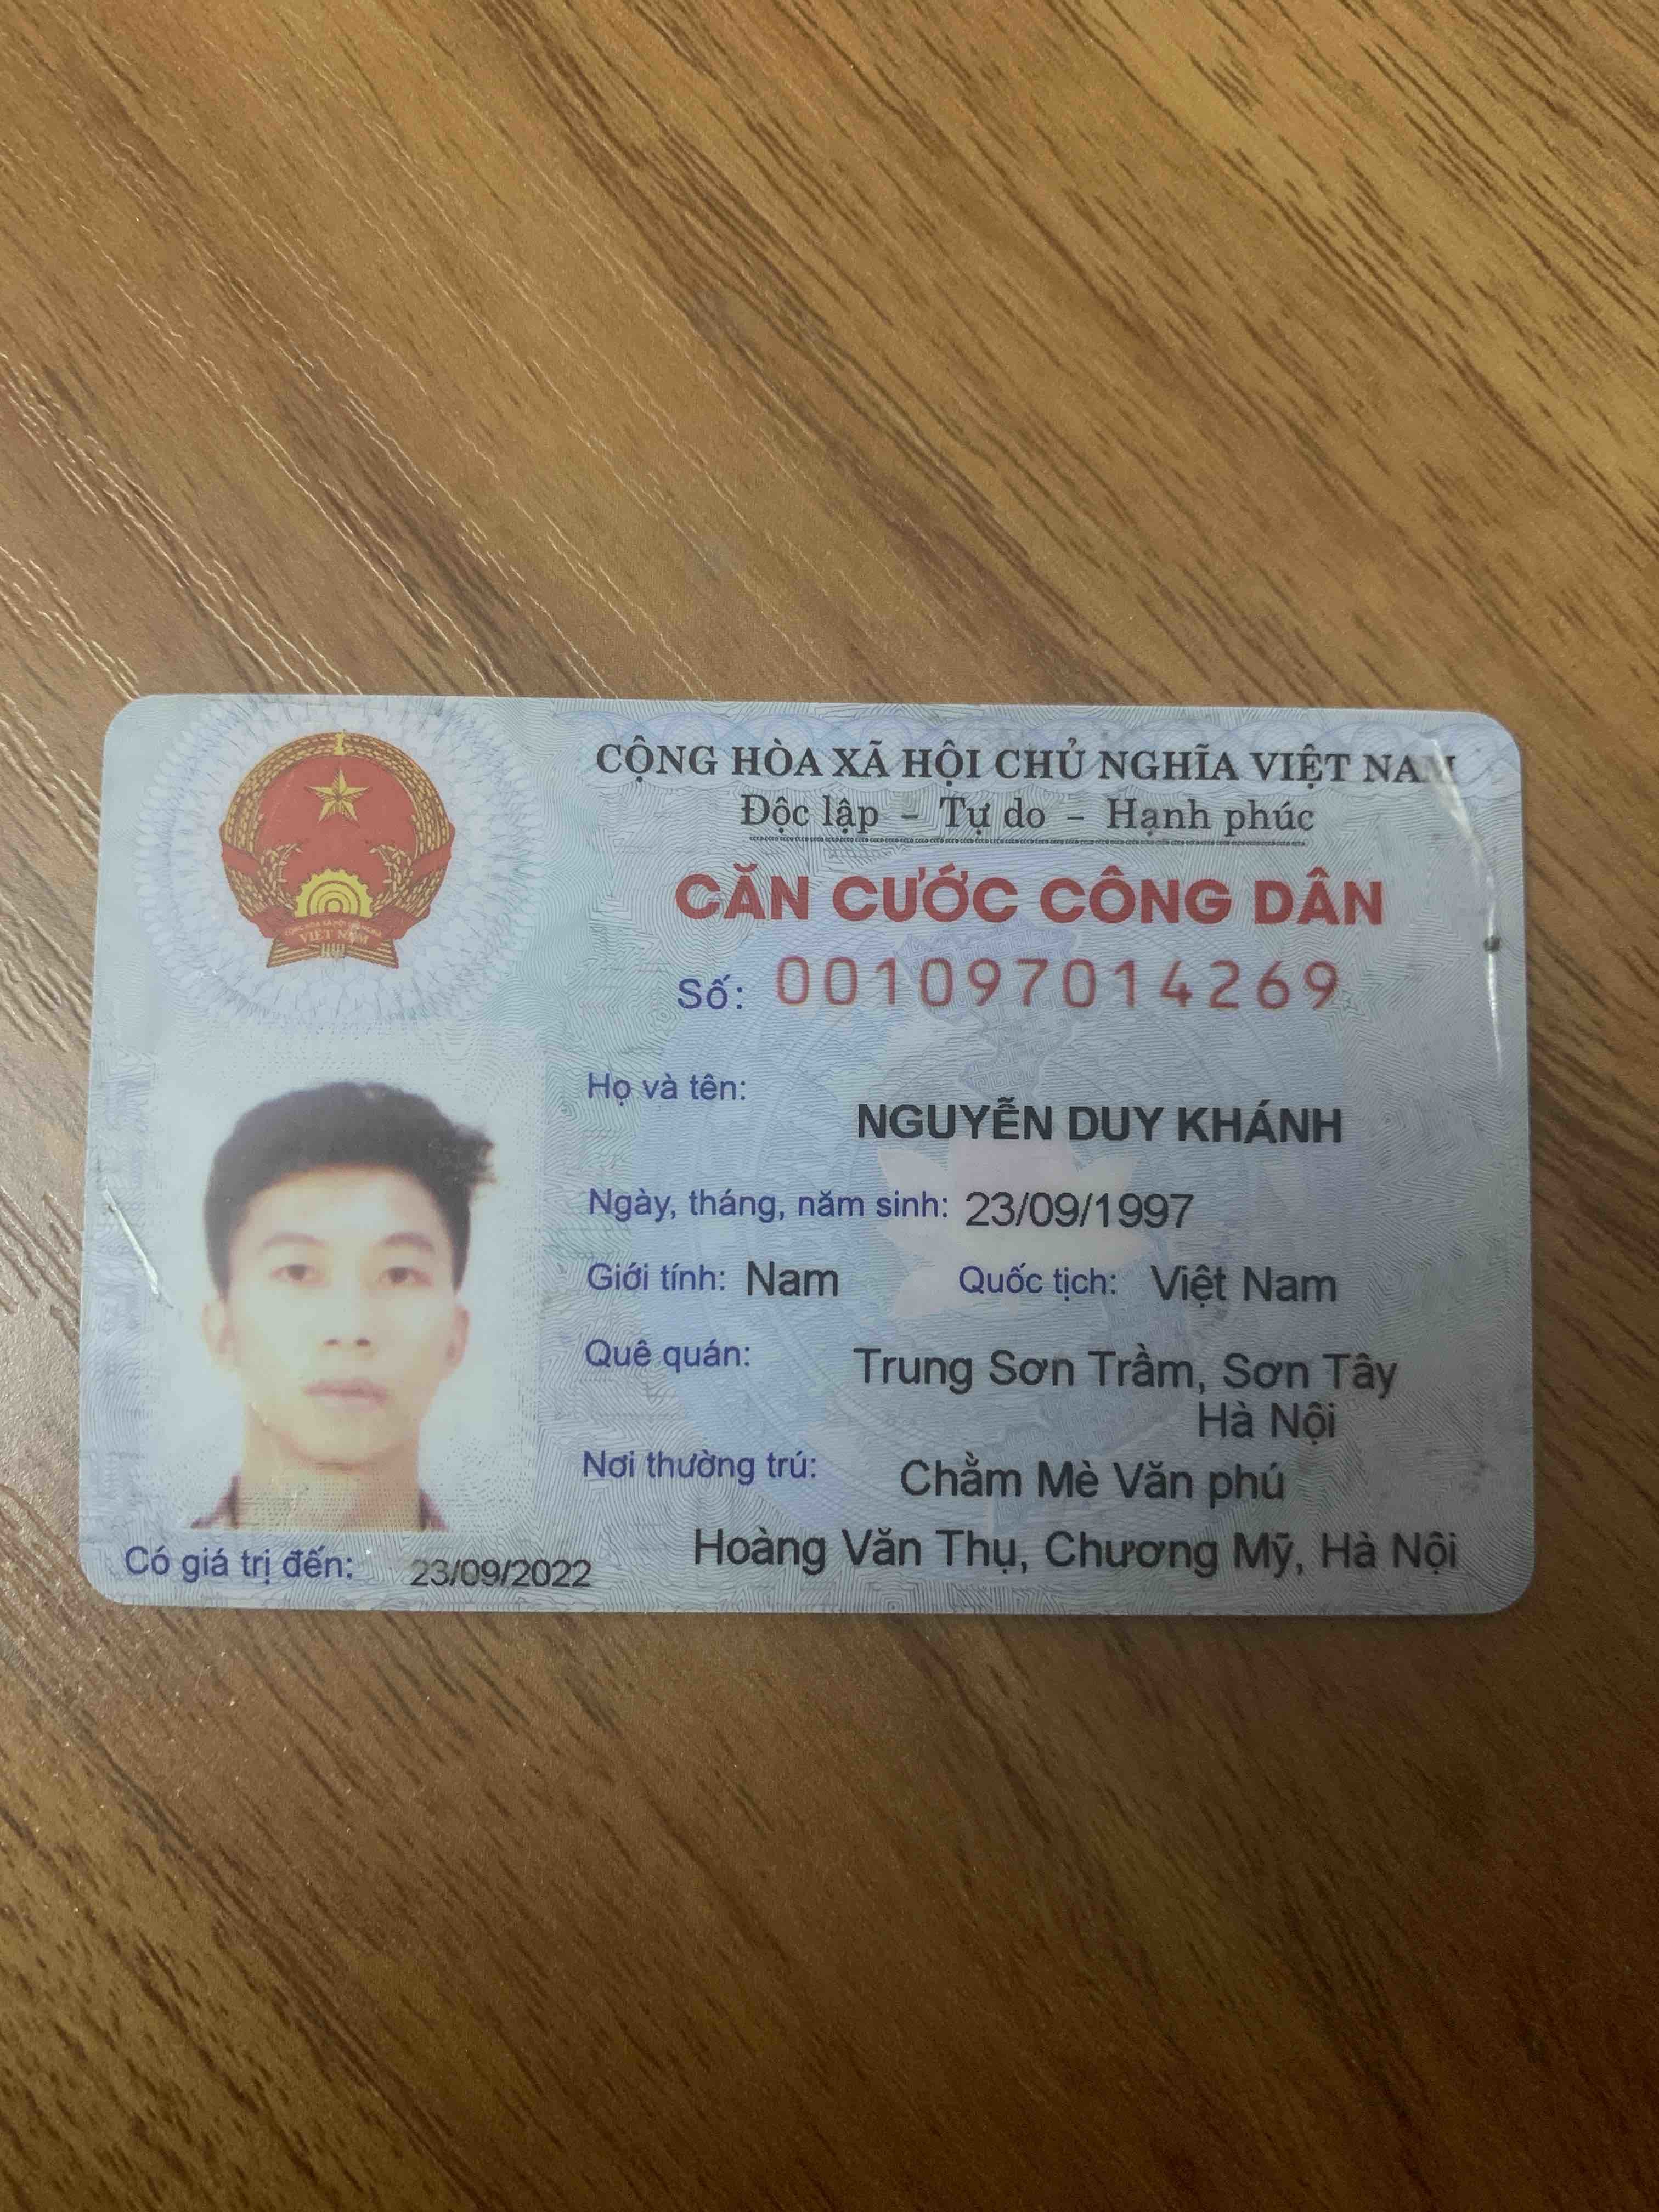 CỘNG HÒA XÃ HỘI CHỦ NGHĨA VIỆT NAM
Độc lập - Tự do - Hạnh phúc
CĂN CƯỚC CÔNG DÂN
Số: 001097014269
Họ và tên:
NGUYỄN DUY KHÁNH
Ngày, tháng, năm sinh: 23/09/1997
Giới tính: Nam Quốc tịch: Việt Nam
Quê quán: Trung Sơn Trầm, Sơn Tây
Hà Nội
Nơi thường trú: Chằm Mè Văn phú
Hoàng Văn Thụ, Chương Mỹ, Hà Nội
Có giá trị đến: 23/09/2022
VIỆT NAM